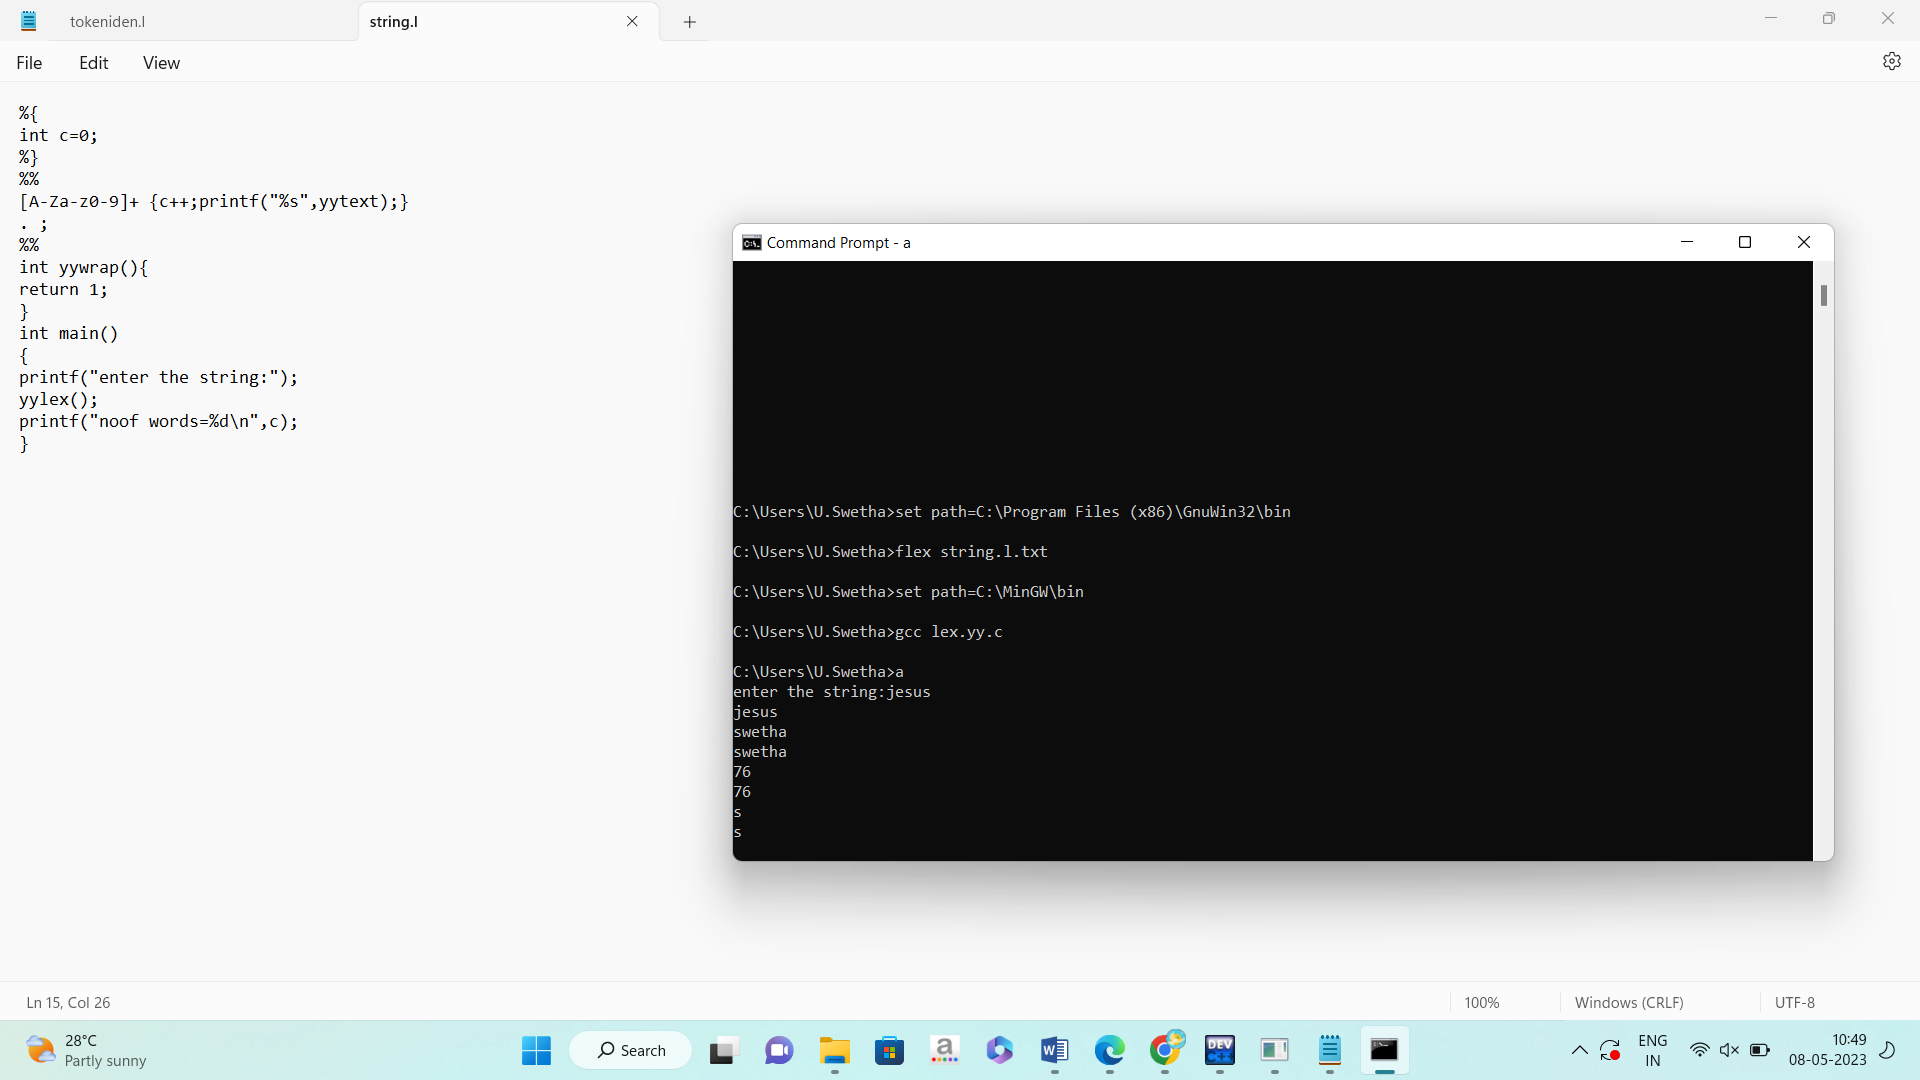 tokeniden.l
string.l
File Edit View
%{
int c=0;
%}
%%
[A-Za-z0-9]+ {c++;printf("%s",yytext);}
. ;
%%
int yywrap(){
return 1;
}
int main()
{
printf("enter the string:");
yylex();
printf("noof words=%d\n",c);
}
Command Prompt - a
C:\Users\U.Swetha>set path=C:\Program Files (x86)\GnuWin32\bin
C:\Users\U.Swetha>flex string.l.txt
C:\Users\U.Swetha>set path=C:\MinGW\bin
C:\Users\U.Swetha>gcc lex.yy.c
C:\Users\U.Swetha>a
enter the string:jesus
jesus
swetha
swetha
76
76
s
s
Ln 15, Col 26
100%
Windows (CRLF)
UTF-8
28°C
Partly sunny
Search
a
W
DEV
C++
ENG
IN
10:49
08-05-2023